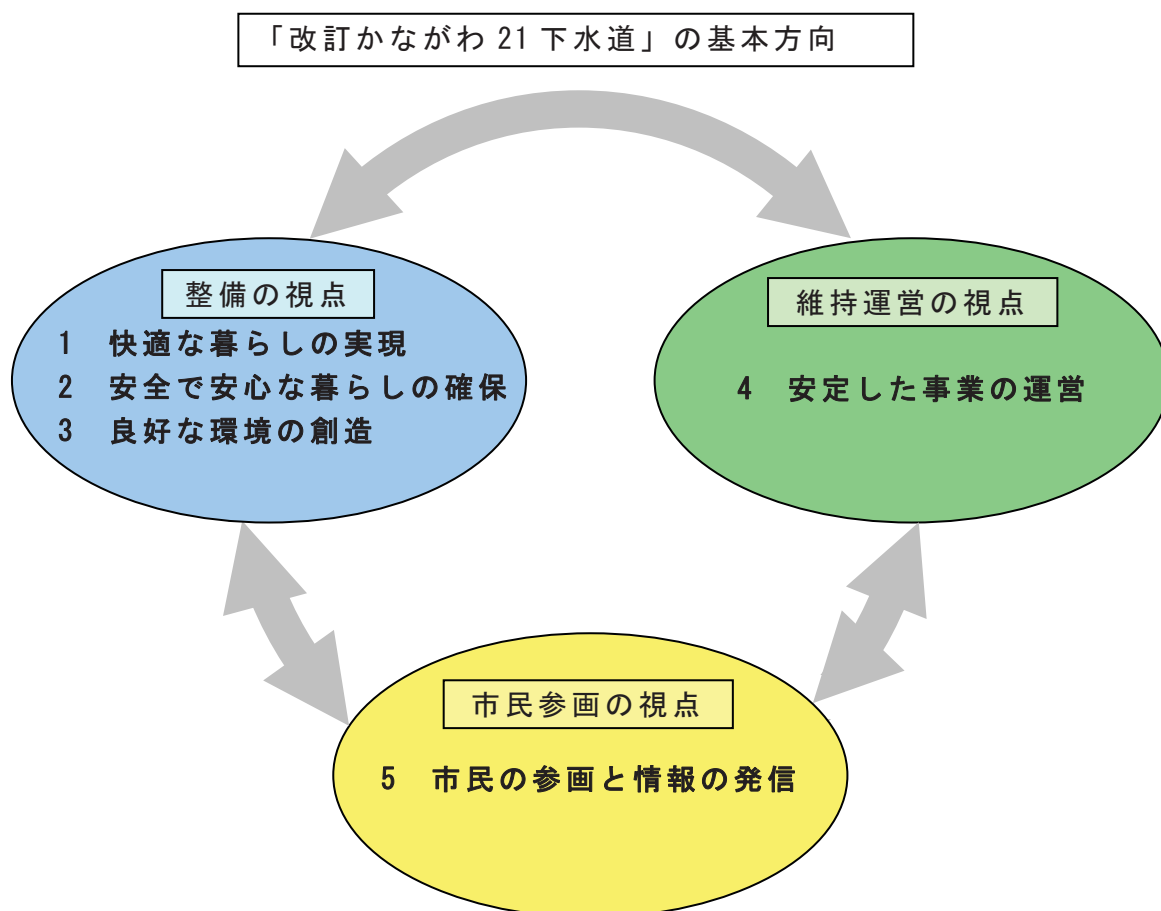 「改訂かながわ 21 下水道」の基本方向
整備の視点
1 快適な暮らしの実現
2 安全で安心な暮らしの確保
3 良好な環境の創造
維持運営の視点
4 安定した事業の運営
市民参画の視点
5 市民の参画と情報の発信